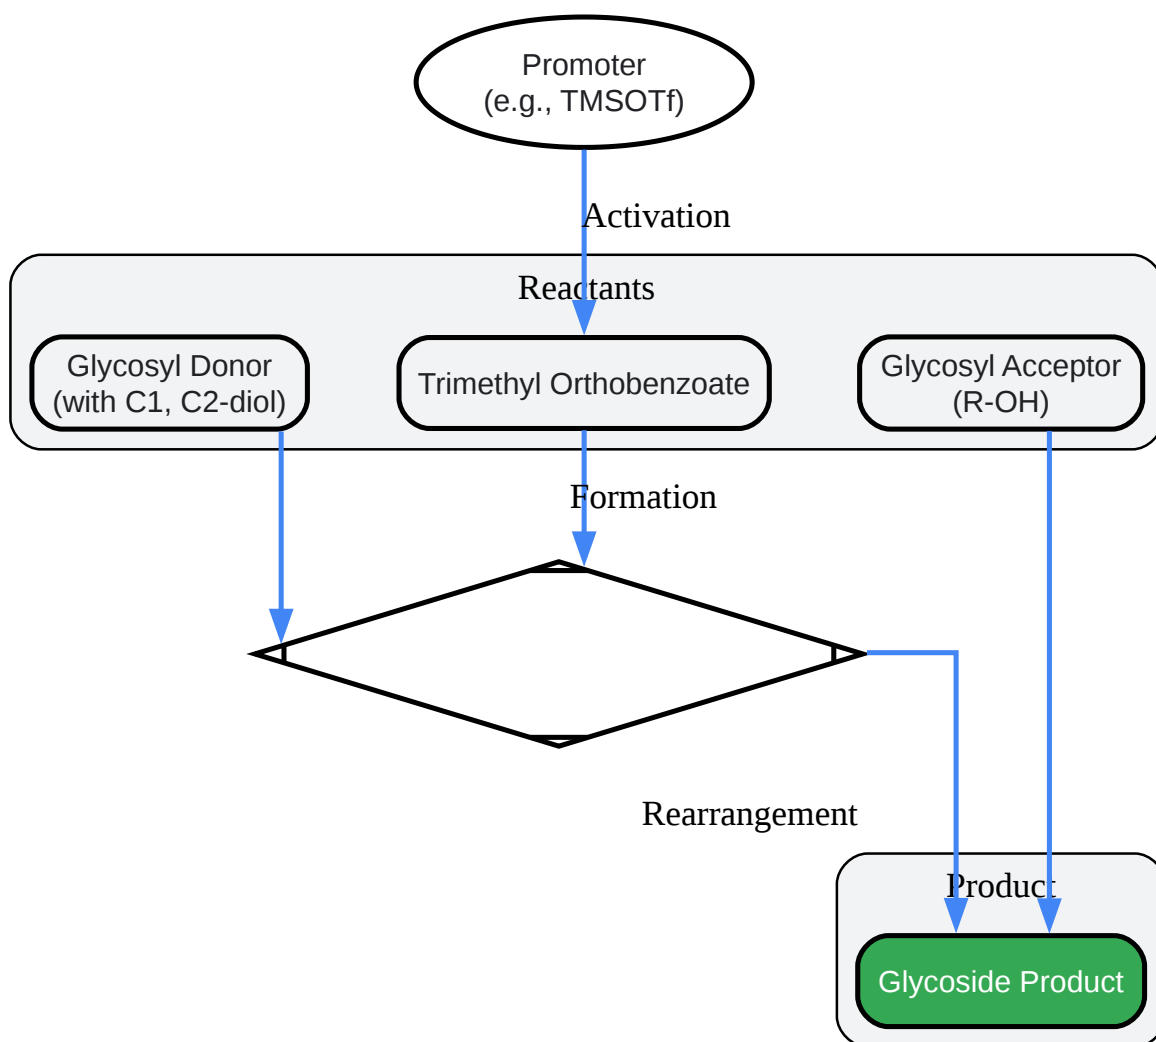 Promoter
(e.g., TMSOTf)
Activation
Reactants
Glycosyl Donor
(with C1, C2-diol)
Trimethyl Orthobenzoate
Glycosyl Acceptor
(R-OH)
Formation
Rearrangement
Product
Glycoside Product